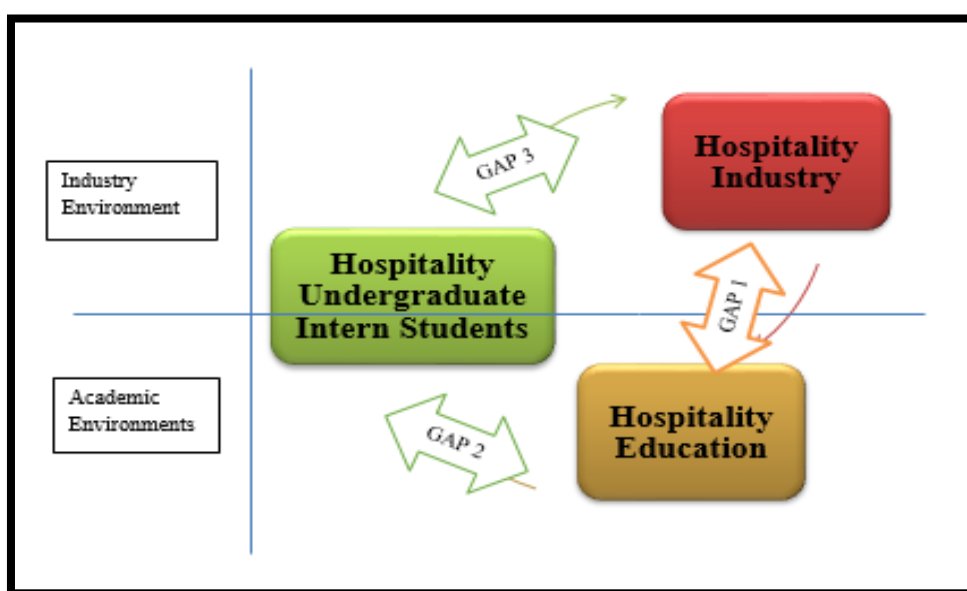 Hospitality
Industry
GAP 3
Industry
Environment
Hospitality
Undergraduate
Intern Students
GAP 1
Academic
Environments
Hospitality
Education
GAP 2